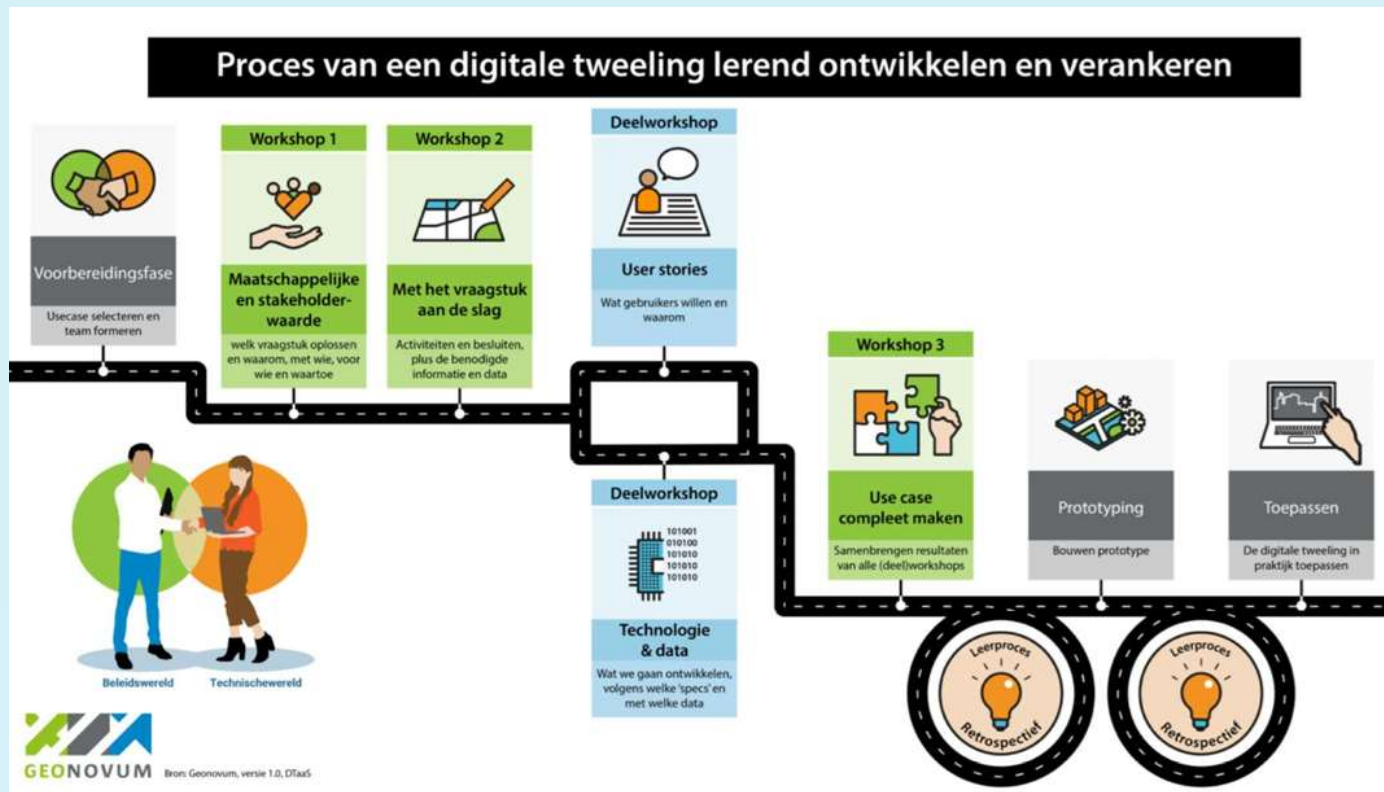 Proces van een digitale tweeling lerend ontwikkelen en verankeren
Voorbereidingsfase
Usecase selecteren en
team formeren
Workshop 1
Maatschappelijke
en stakeholder-
waarde
welk vraagstuk oplossen
en waarom, met wie, voor
wie en waartoe
Workshop 2
Met het vraagstuk
aan de slag
Activiteiten en besluiten,
plus de benodigde
informatie en data
Deelworkshop
User stories
Wat gebruikers willen en
waarom
Deelworkshop
101001
010100
101010
101010
101010
Technologie
& data
Wat we gaan ontwikkelen,
volgens welke 'specs' en
met welke data
Workshop 3
Use case
compleet maken
Samenbrengen resultaten
van alle (deel)workshops
Prototyping
Bouwen prototype
Toepassen
De digitale tweeling in
praktijk toepassen
Leerproces
Retrospectief
Leerproces
Retrospectief
Beleidswereld
Technischewereld
GEONOVUM
Bron: Geonovum, versie 1.0, DTaaS